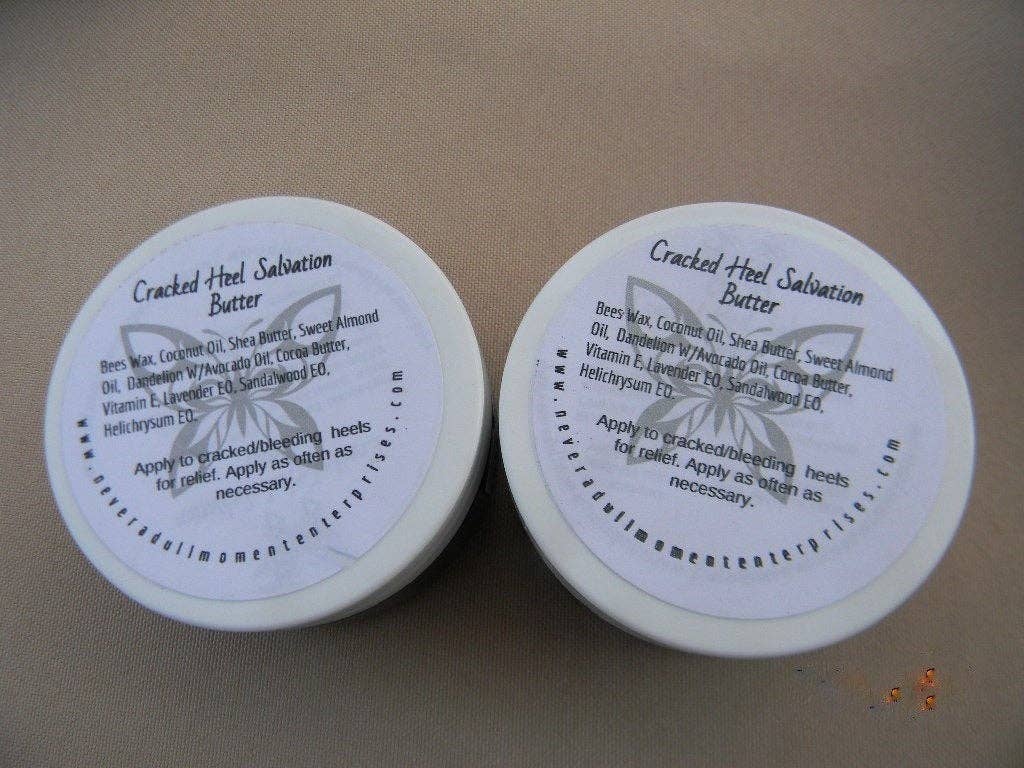 Cracked Heel Salvation
Butter
Bees Wax, Coconut Oil, Shea Butter, Sweet Almond
Oil, Dandelion W/Avocado Oil, Cocoa Butter,
Vitamin E, Lavender EO, Sandalwood EO,
Helichrysum EO.
Apply to cracked/bleeding heels
for relief. Apply as often as
necessary.
www.neveradullmomententerprises.com
Cracked Heel Salvation
Butter
Bees Wax, Coconut Oil, Shea Butter, Sweet Almond
Oil, Dandelion W/Avocado Oil, Cocoa Butter,
Vitamin E, Lavender EO, Sandalwood EO,
Helichrysum EO.
Apply to cracked/bleeding heels
for relief. Apply as often as
necessary.
www.neveradullmomententerprises.com